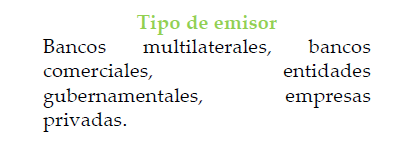 Tipo de emisor
Bancos multilaterales, bancos
comerciales, entidades
gubernamentales, empresas
privadas.